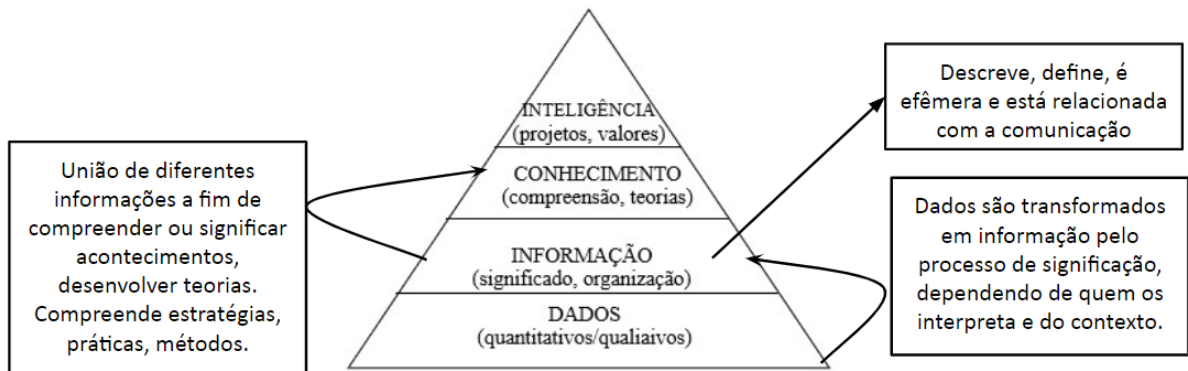 INTELIGÊNCIA
(projetos, valores)
CONHECIMENTO
(compreensão, teorias)
INFORMAÇÃO
(significado, organização)
DADOS
(quantitativos/qualiaivos)
União de diferentes
informações a fim de
compreender ou significar
acontecimentos,
desenvolver teorias.
Compreende estratégias,
práticas, métodos.
Descreve, define, é
efêmera e está relacionada
com a comunicação
Dados são transformados
em informação pelo
processo de significação,
dependendo de quem os
interpreta e do contexto.